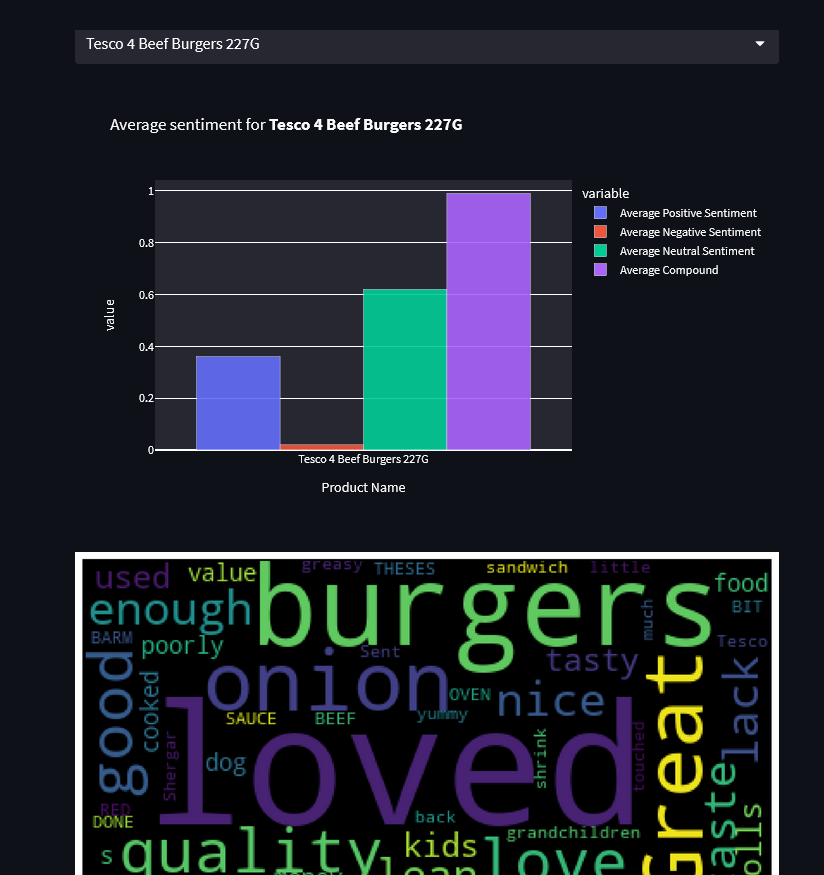 Tesco 4 Beef Burgers 227G
Average sentiment for Tesco 4 Beef Burgers 227G
variable
Average Positive Sentiment
Average Negative Sentiment
Average Neutral Sentiment
Average Compound
value
1
0.8
0.6
0.4
0.2
0
Tesco 4 Beef Burgers 227G
Product Name
used
value
greasy
THESES
sandwich
little
food
enough
burgers
much
BIT
BARM
poorly
Sent
tasty
Tesco
good
cooked
onion
OVEN
nice
Great
lack
SAUCE
BEEF
yummy
Shergar
dog
loved
shrink
touched
taste
RED
DONE
back
olls
s
quality
kids
grandchildren
love